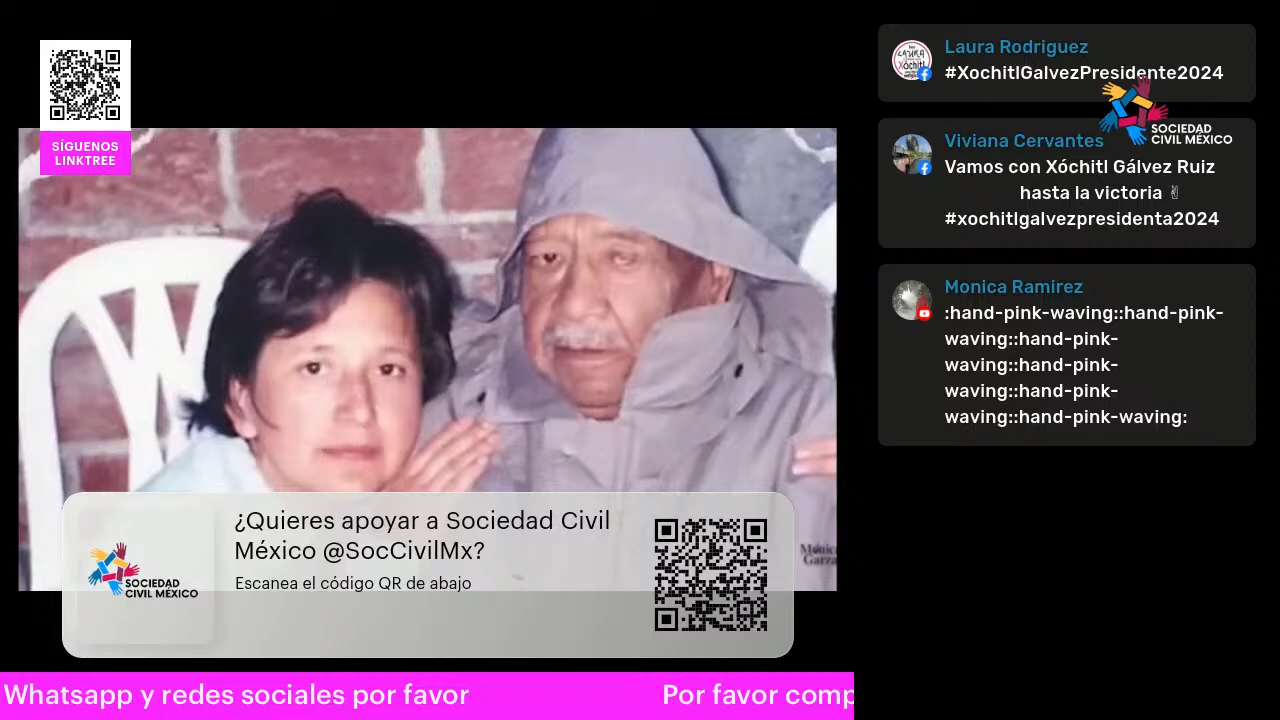 SÍGUENOS
LINKTREE
¿Quieres apoyar a Sociedad Civil
México @SocCivilMx?
Escanea el código QR de abajo
SOCIEDAD
CIVIL MÉXICO
Mónica
Garza
Whatsapp y redes sociales por favor
Por favor comp
Laura Rodriguez
#XochitlGalvezPresidente2024
SOCIEDAD
CIVIL MÉXICO
Viviana Cervantes
Vamos con Xóchitl Gálvez Ruiz
hasta la victoria ✌
#xochitlgalvezpresidenta2024
Monica Ramirez
:hand-pink-waving::hand-pink-
waving::hand-pink-
waving::hand-pink-
waving::hand-pink-
waving::hand-pink-waving: